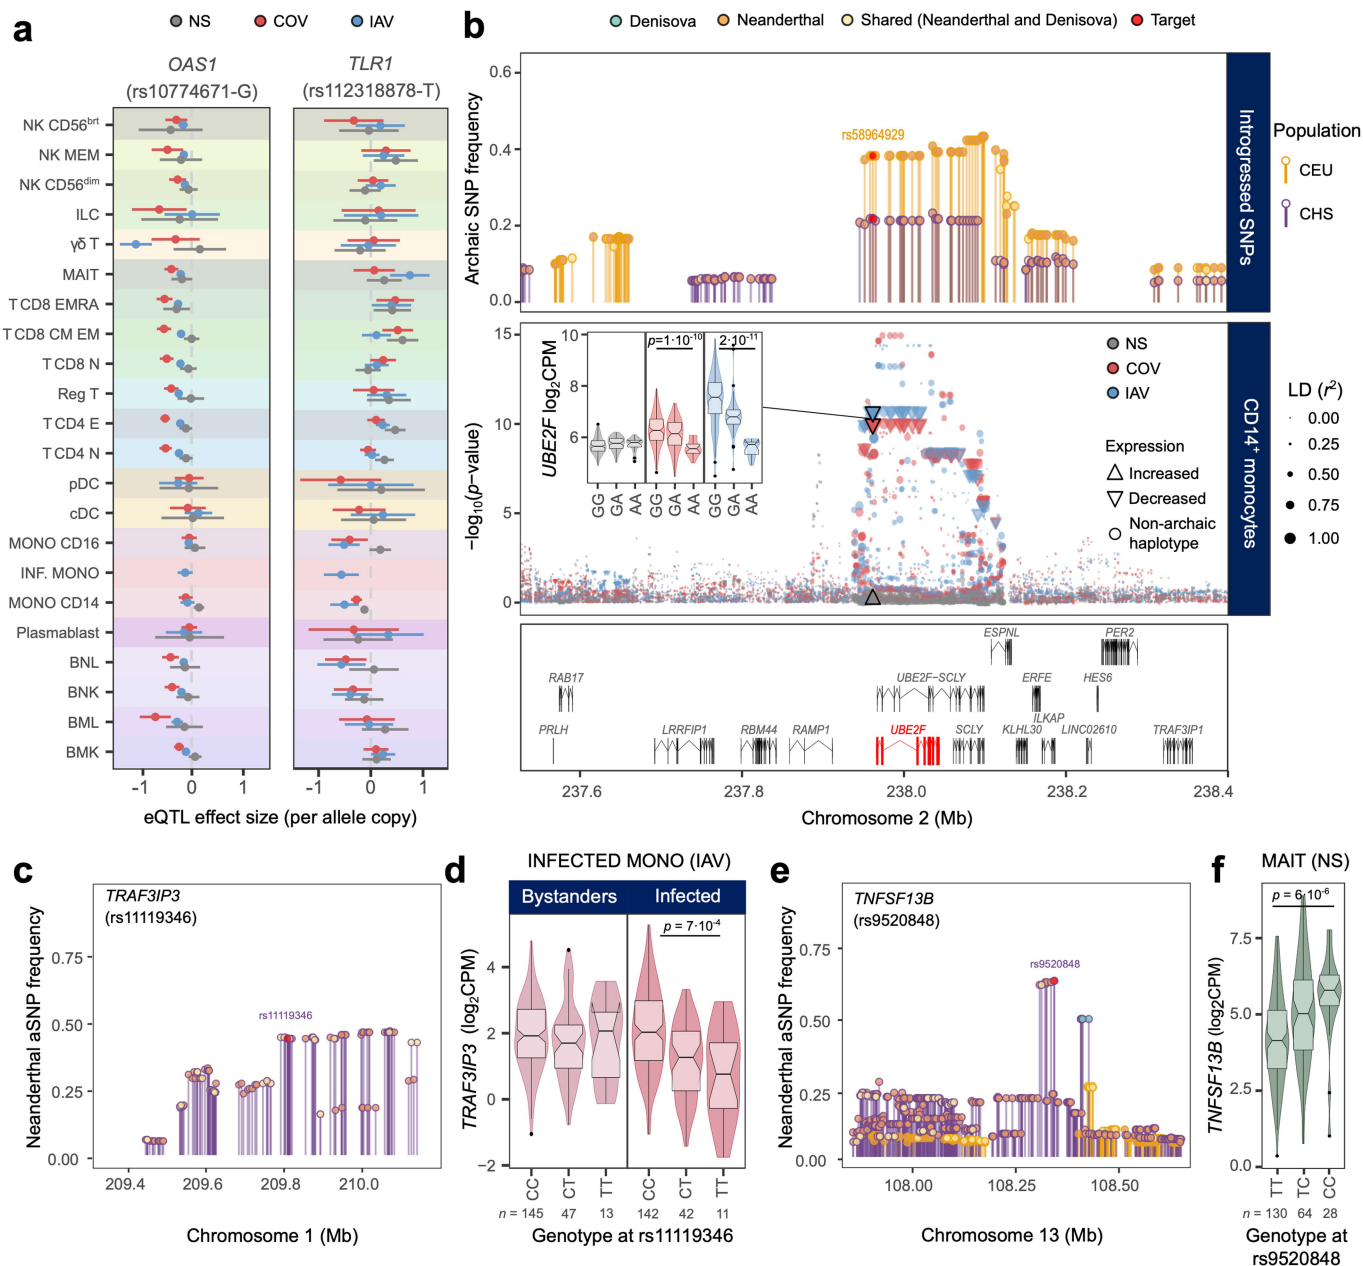 a
NS
COV
IAV
OAS1
(rs10774671-G)
TLR1
(rs112318878-T)
NK CD56brt
NK MEM
NK CD56dim
ILC
γδ T
MAIT
T CD8 EMRA
T CD8 CM EM
T CD8 N
Reg T
T CD4 E
T CD4 N
pDC
cDC
MONO CD16
INF. MONO
MONO CD14
Plasmablast
BNL
BNK
BML
BMK
-1 0 1
-1 0 1
eQTL effect size (per allele copy)
b
Denisova
Neanderthal
Shared (Neanderthal and Denisova)
Target
Archaic SNP frequency
0.6
0.4
0.2
0.0
rs58964929
Introgressed SNPs
Population
CEU
CHS
−log10(p−value)
15
10
5
0
UBE2F log2CPM
10
8
6
p=1·10-10
2·10-11
GG GA AA GG GA AA GG GA AA
NS
COV
IAV
Expression
Increased
Decreased
Non-archaic
haplotype
CD14+ monocytes
LD (r2)
0.00
0.25
0.50
0.75
1.00
ESPNL
PER2
RAB17
UBE2F−SCLY
ERFE
HES6
PRLH
LRRFIP1
RBM44
RAMP1
UBE2F
SCLY
KLHL30
ILKAP
LINC02610
TRAF3IP1
237.6 237.8 238.0 238.2 238.4
Chromosome 2 (Mb)
c
TRAF3IP3
(rs11119346)
Neanderthal aSNP frequency
0.75
0.50
0.25
0.00
rs11119346
209.4 209.6 209.8 210.0
Chromosome 1 (Mb)
d
INFECTED MONO (IAV)
Bystanders
Infected
p = 7·10-4
TRAF3IP3 (log2CPM)
4
2
0
−2
CC CT TT CC CT TT
n = 145 47 13 142 42 11
Genotype at rs11119346
e
TNFSF13B
(rs9520848)
Neanderthal aSNP frequency
0.75
0.50
0.25
0.00
rs9520848
108.00 108.25 108.50
Chromosome 13 (Mb)
f
MAIT (NS)
p = 6·10-6
TNFSF13B (log2CPM)
7.5
5.0
2.5
0.0
TT TC CC
n = 130 64 28
Genotype at
rs9520848